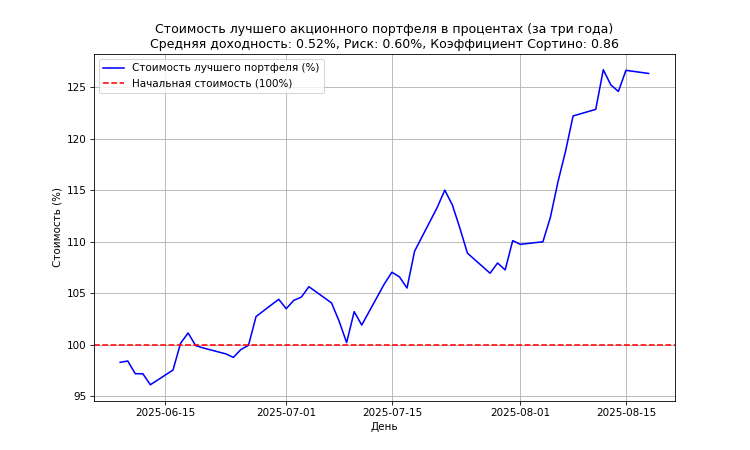 Стоимость лучшего акционного портфеля в процентах (за три года)
Средняя доходность: 0.52%, Риск: 0.60%, Коэффициент Сортино: 0.86
Стоимость лучшего портфеля (%)
Начальная стоимость (100%)
Стоимость (%)
125
120
115
110
105
100
95
2025-06-15
2025-07-01
2025-07-15
2025-08-01
2025-08-15
День